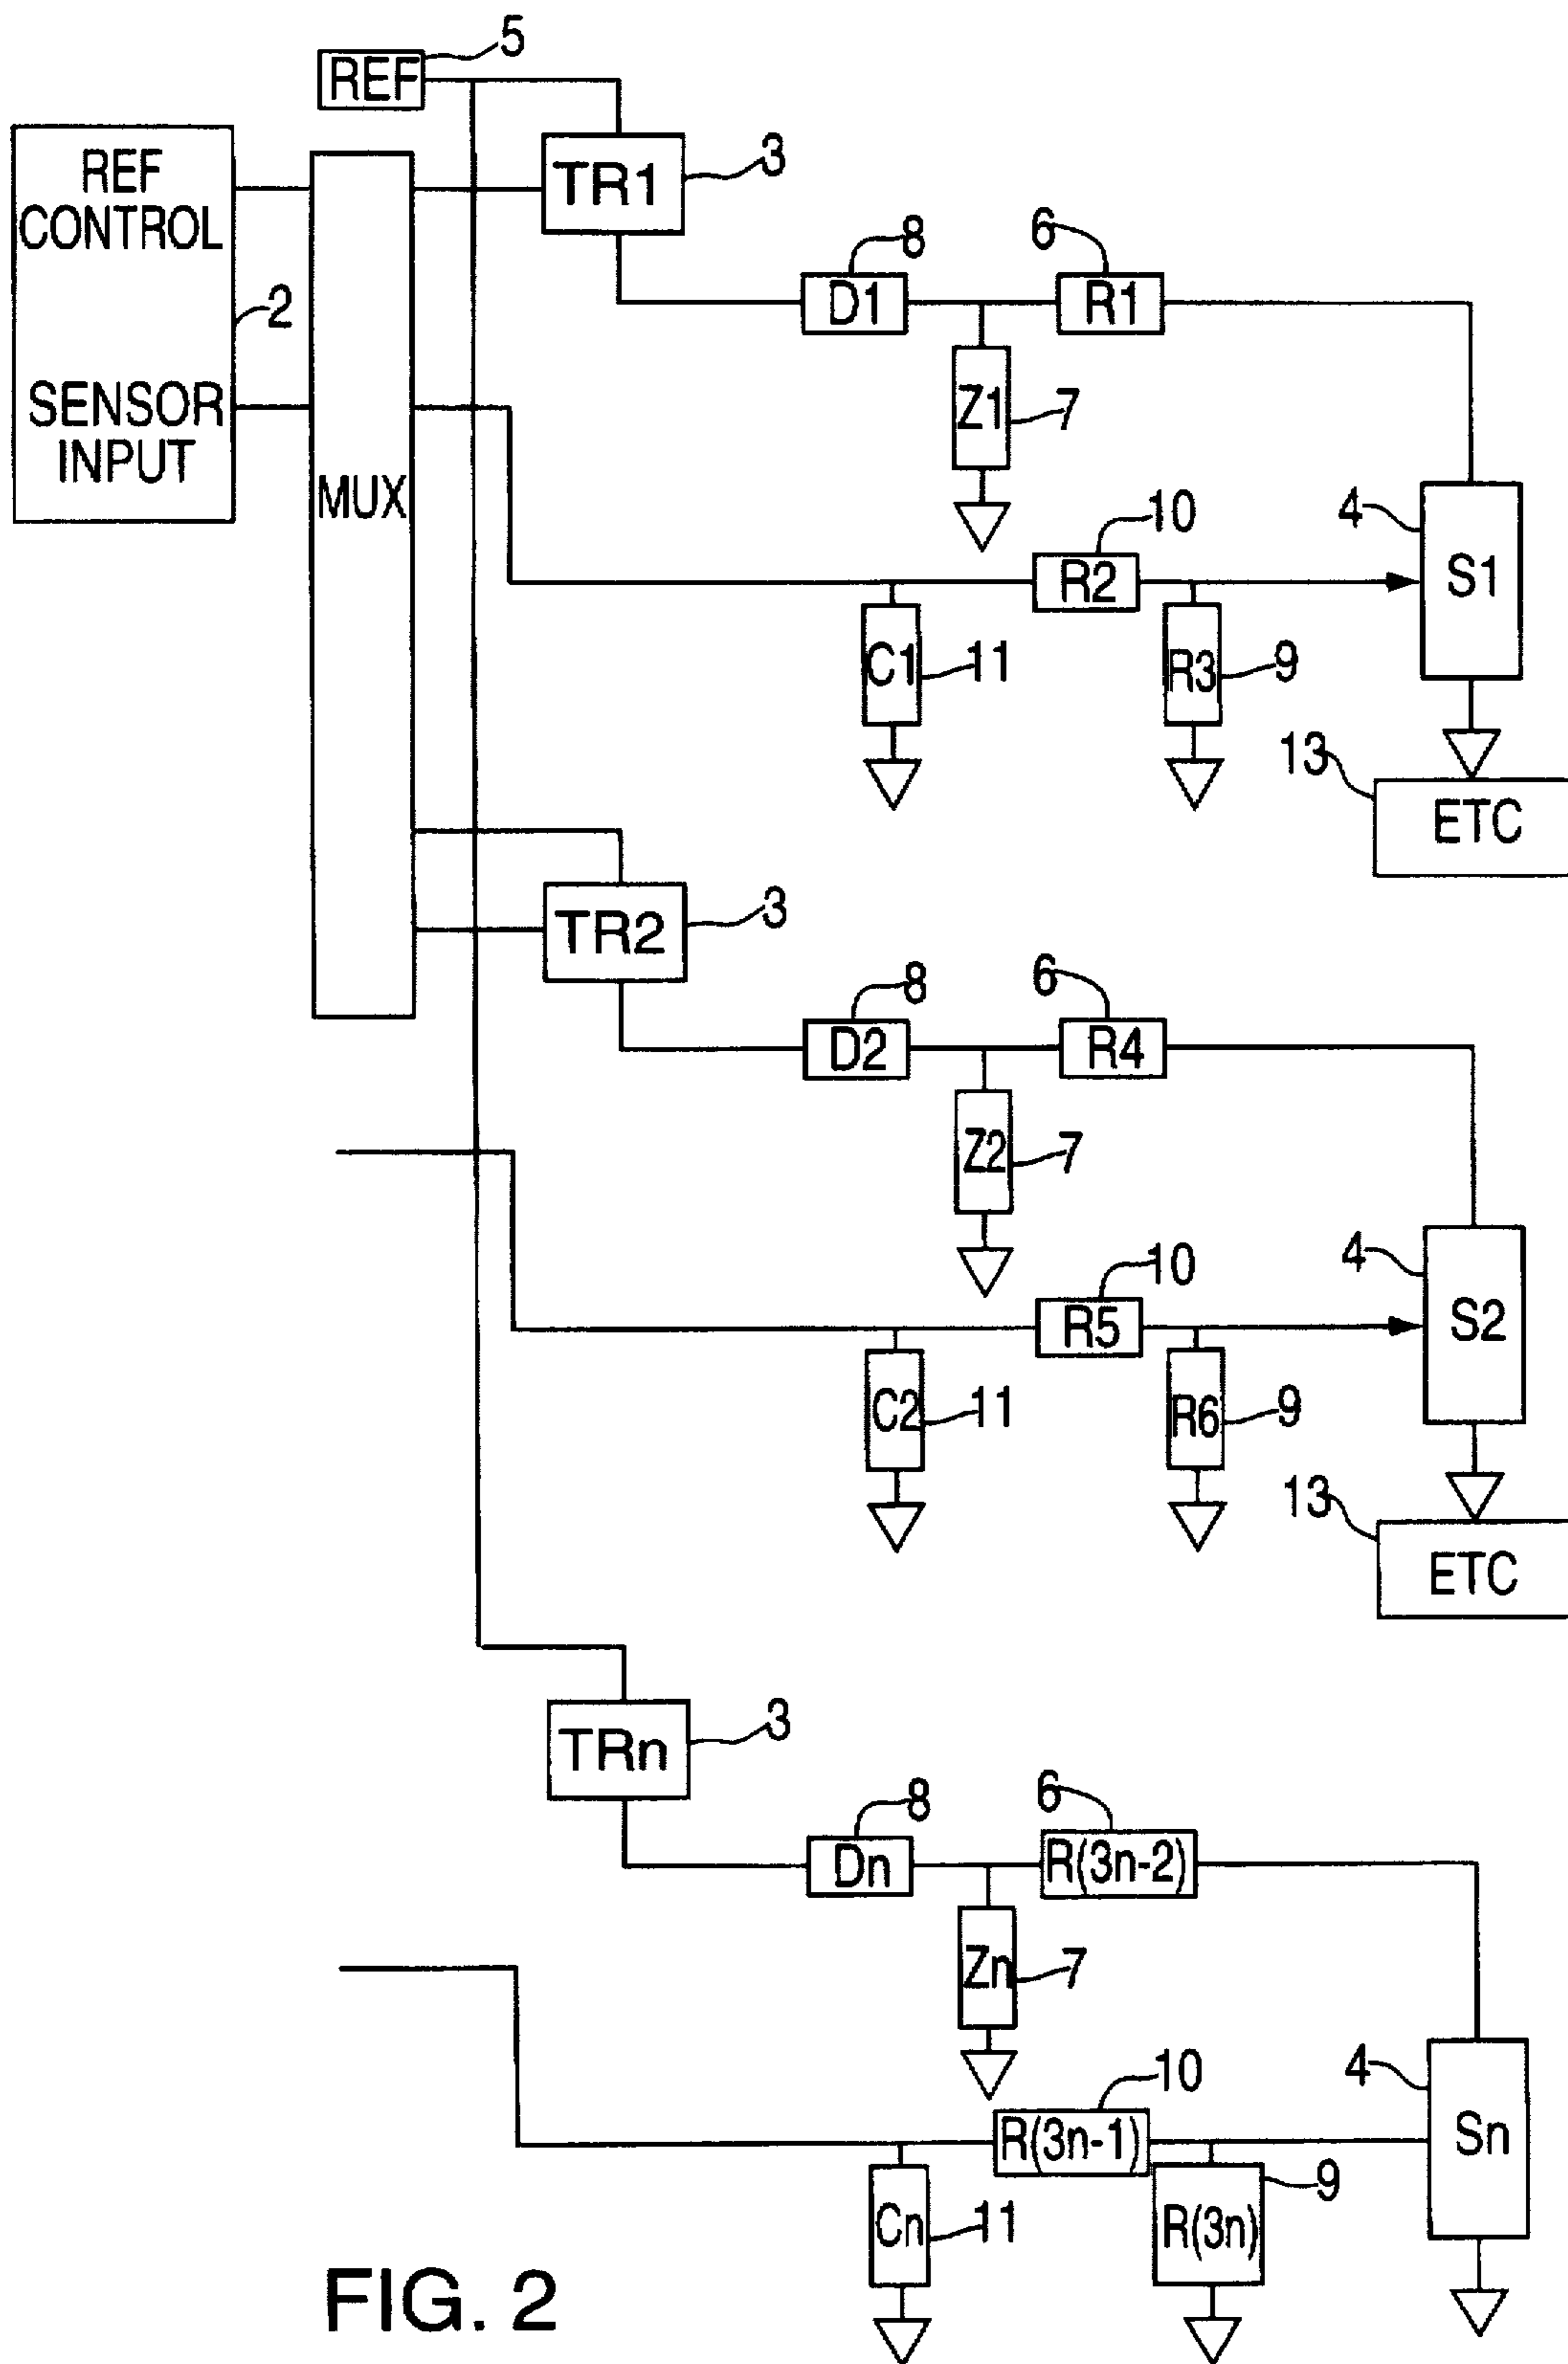 5
REF
REF
CONTROL
2
SENSOR
INPUT
MUX
TR1
3
8
D1
6
R1
Z1
7
10
R2
4
S1
C1
11
R3
9
13
ETC
TR2
3
8
D2
6
R4
Z2
7
10
R5
4
S2
C2
11
R6
9
13
ETC
TRn
3
8
Dn
6
R(3n-2)
Zn
7
10
R(3n-1)
4
Sn
Cn
11
R(3n)
9
FIG. 2